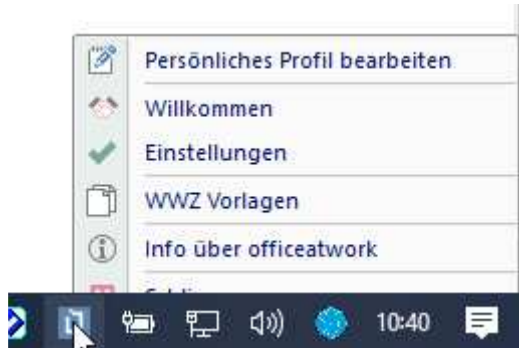 Persönliches Profil bearbeiten
Willkommen
Einstellungen
WWZ Vorlagen
Info über officeatwork
10:40